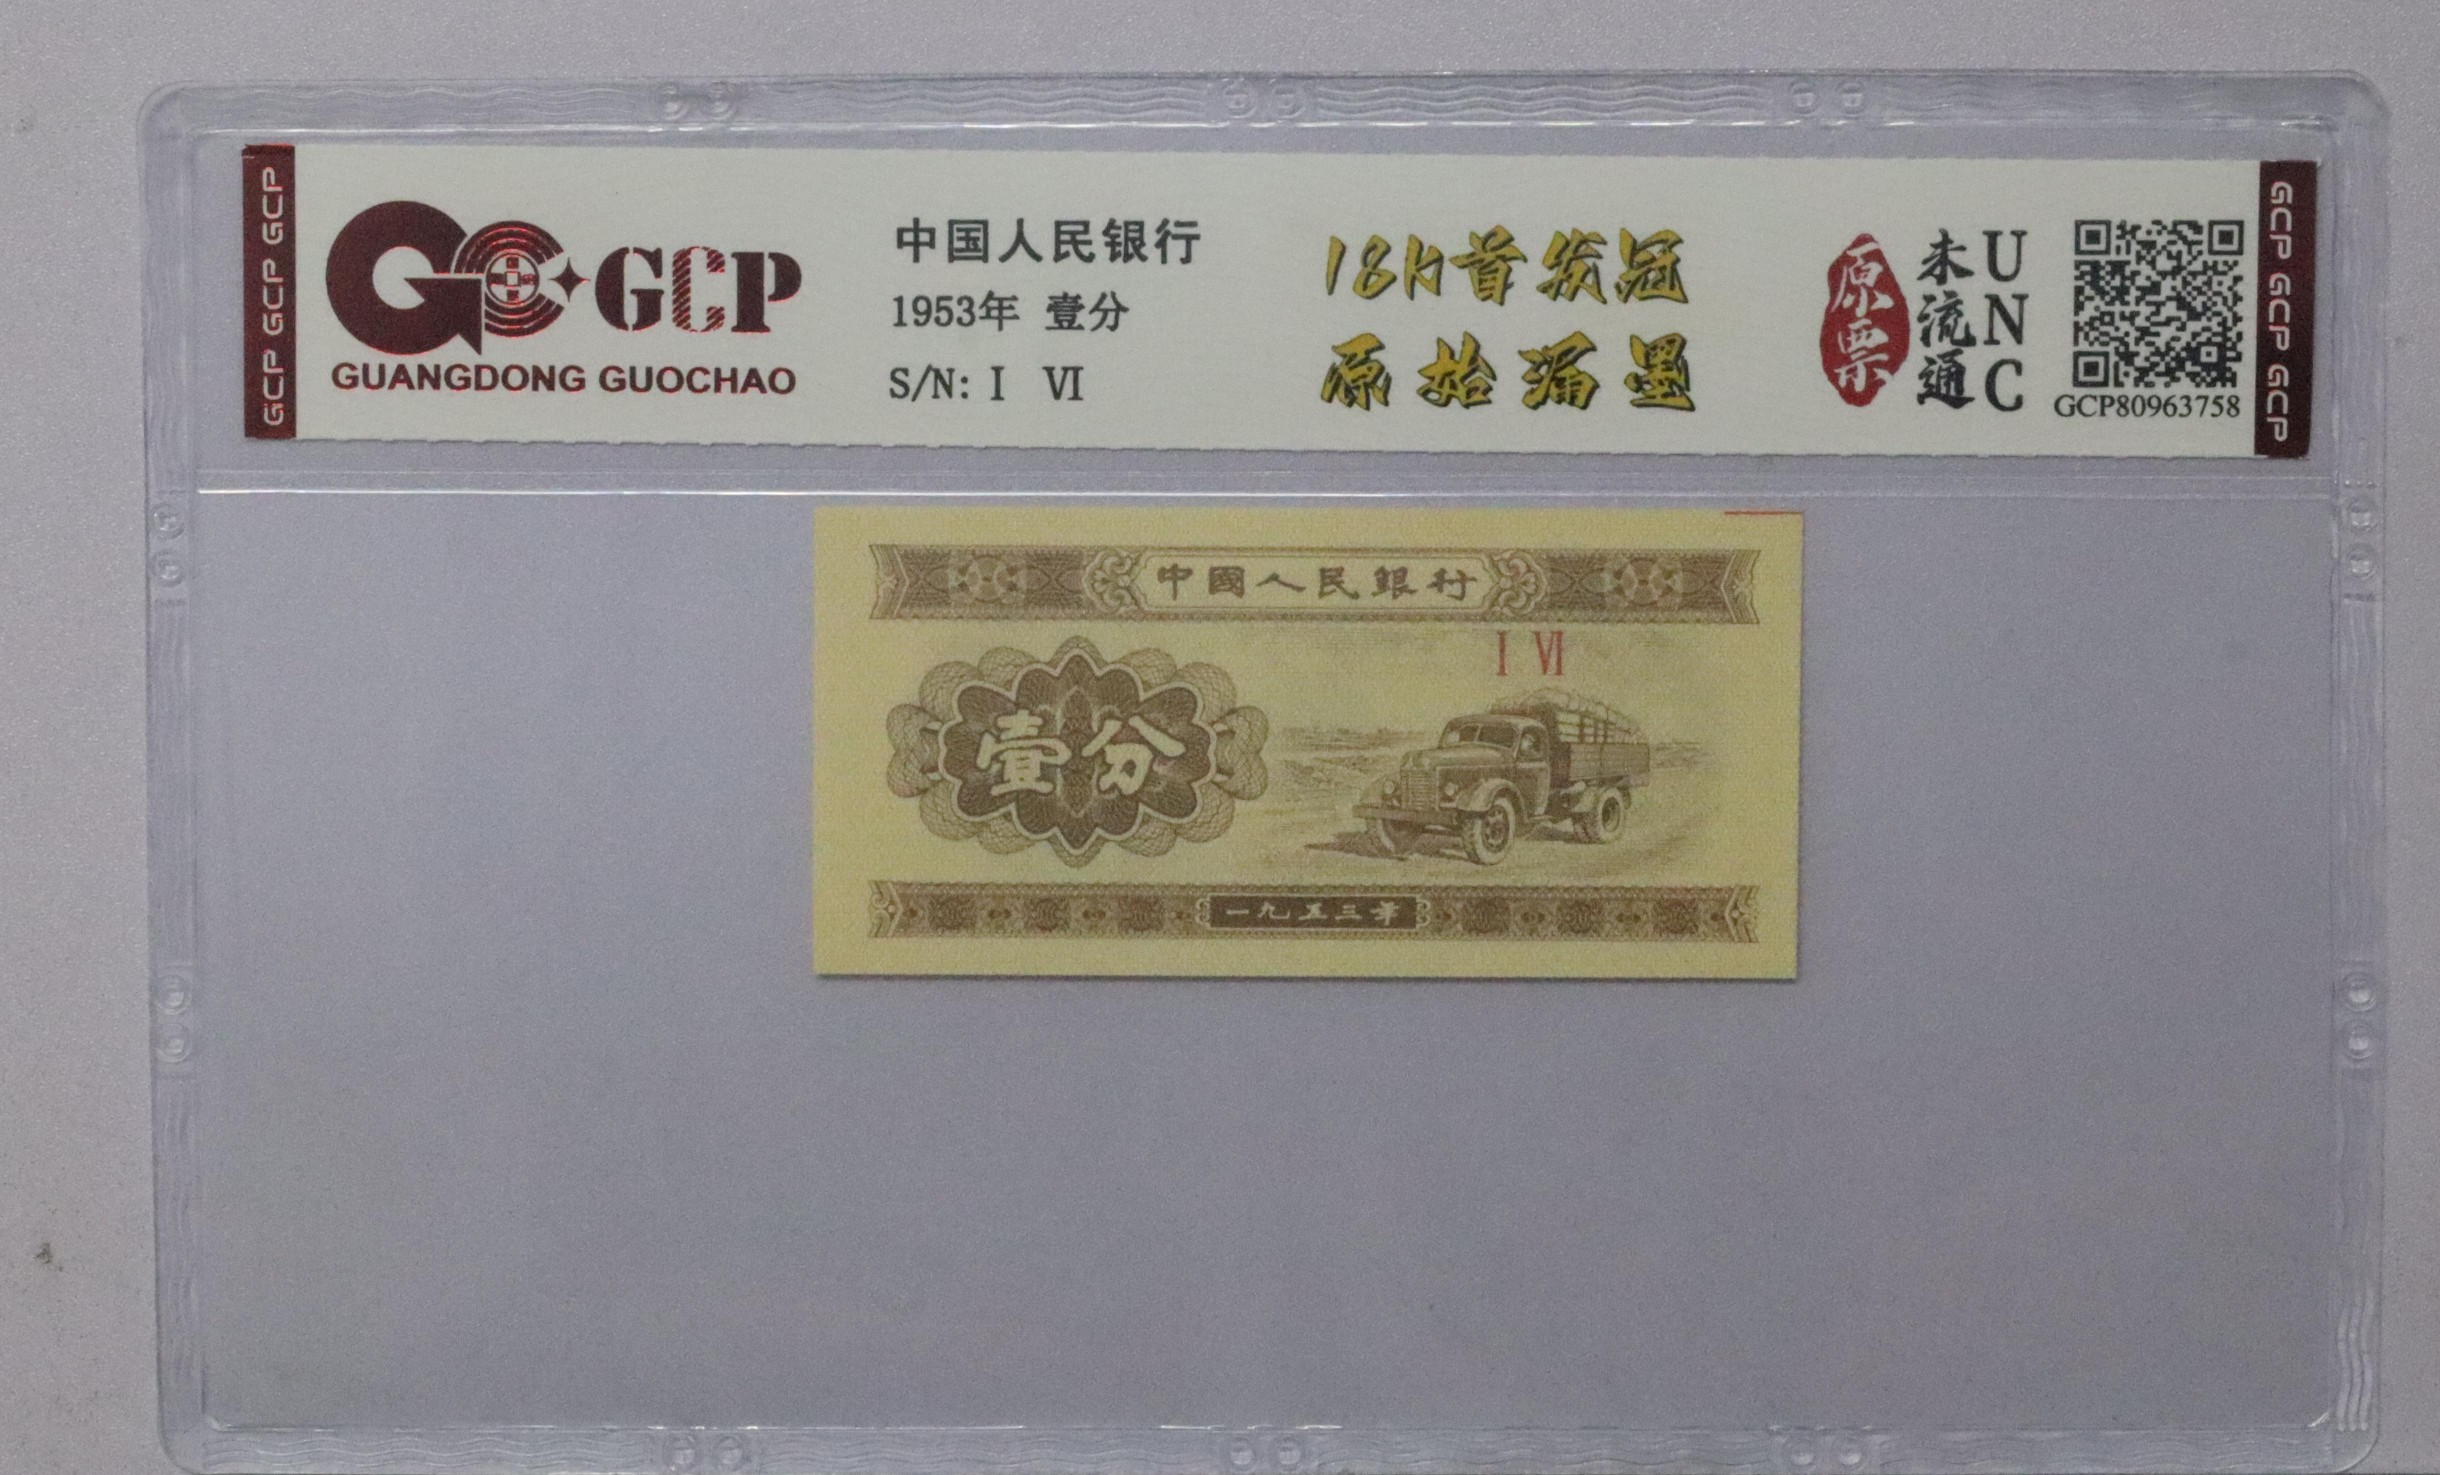 GCP GCP GCP
GCP
GUANGDONG GUOCHAO
中国人民银行
1953年 壹分
S/N: I VI
18K首发冠
原始漏墨
原票
未流通
UNC
GCP80963758
GCP GCP GCP
中國人民銀行
I VI
壹分
一九五三年